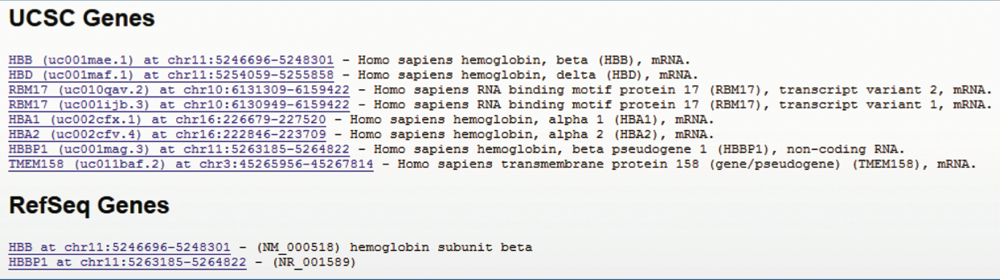 UCSC Genes
HBB (uc001mae.1) at chr11:5246696-5248301 - Homo sapiens hemoglobin, beta (HBB), mRNA.
HBD (uc001maf.1) at chr11:5254059-5255858 - Homo sapiens hemoglobin, delta (HBD), mRNA.
RBM17 (uc010qav.2) at chr10:6131309-6159422 - Homo sapiens RNA binding motif protein 17 (RBM17), transcript variant 2, mRNA.
RBM17 (uc001ijb.3) at chr10:6130949-6159422 - Homo sapiens RNA binding motif protein 17 (RBM17), transcript variant 1, mRNA.
HBA1 (uc002cfx.1) at chr16:226679-227520 - Homo sapiens hemoglobin, alpha 1 (HBA1), mRNA.
HBA2 (uc002cfv.4) at chr16:222846-223709 - Homo sapiens hemoglobin, alpha 2 (HBA2), mRNA.
HBBP1 (uc001mag.3) at chr11:5263185-5264822 - Homo sapiens hemoglobin, beta pseudogene 1 (HBBP1), non-coding RNA.
TMEM158 (uc011baf.2) at chr3:45265956-45267814 - Homo sapiens transmembrane protein 158 (gene/pseudogene) (TMEM158), mRNA.
RefSeq Genes
HBB at chr11:5246696-5248301 - (NM_000518) hemoglobin subunit beta
HBBP1 at chr11:5263185-5264822 - (NR_001589)